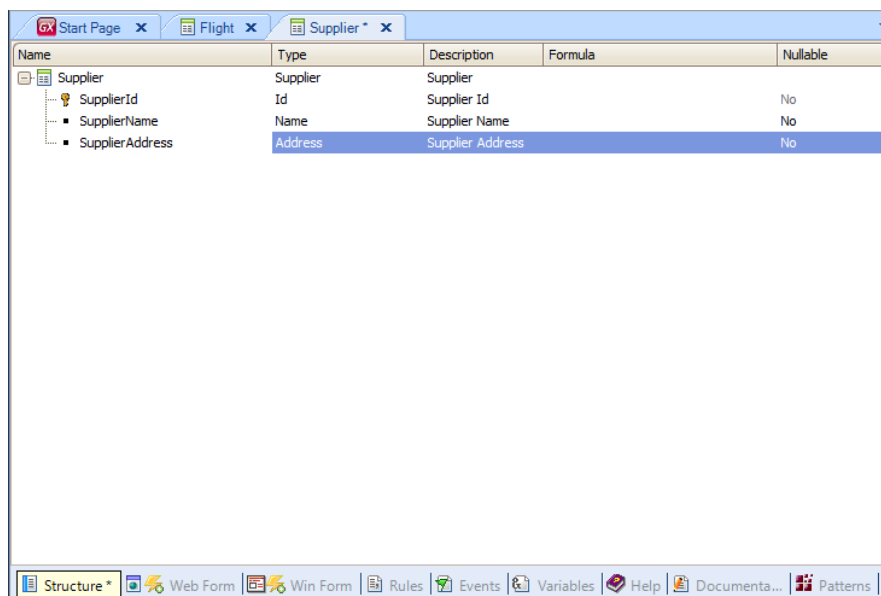 GX Start Page x Flight x Supplier * x
Name Type Description Formula Nullable
Supplier Supplier Supplier
SupplierId Id Supplier Id No
SupplierName Name Supplier Name No
SupplierAddress Address Supplier Address No
Structure * Web Form Win Form Rules Events Variables Help Documenta... Patterns